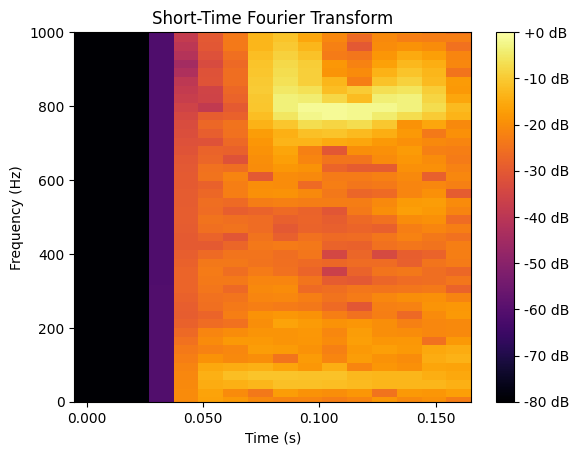 Short-Time Fourier Transform
1000
800
600
400
200
0
Frequency (Hz)
0.000
0.050
0.100
0.150
Time (s)
+0 dB
-10 dB
-20 dB
-30 dB
-40 dB
-50 dB
-60 dB
-70 dB
-80 dB